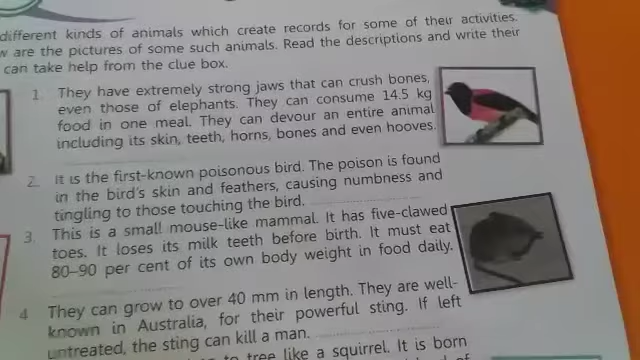 different kinds of animals which create records for some of their activities.
are the pictures of some such animals. Read the descriptions and write their
can take help from the clue box.
1. They have extremely strong jaws that can crush bones,
even those of elephants. They can consume 14.5 kg
food in one meal. They can devour an entire animal
including its skin, teeth, horns, bones and even hooves.
2. It is the first-known poisonous bird. The poison is found
in the bird's skin and feathers, causing numbness and
tingling to those touching the bird.
3. This is a small mouse-like mammal. It has five-clawed
toes. It loses its milk teeth before birth. It must eat
80–90 per cent of its own body weight in food daily.
4 They can grow to over 40 mm in length. They are well-
known in Australia, for their powerful sting. If left
untreated, the sting can kill a man.
to tree like a squirrel. It is born